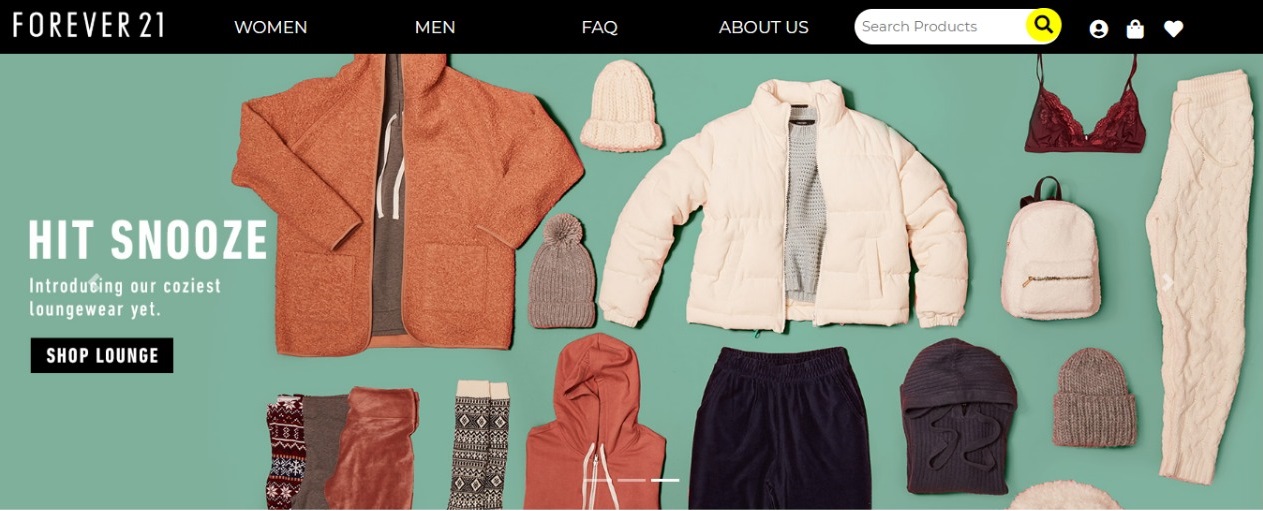 FOREVER 21
WOMEN
MEN
FAQ
ABOUT US
Search Products
HIT SNOOZE
Introducing our coziest
loungewear yet.
SHOP LOUNGE